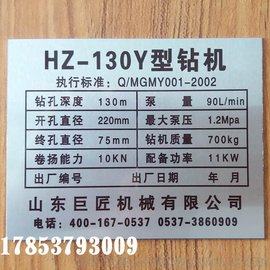 HZ-130Y型钻机
执行标准：Q/MGMY001-2002
钻孔深度 130m 泵量 90L/min
开孔直径 220mm 最大泵压 1.2Mpa
终孔直径 75mm 钻机质量 700kg
卷扬能力 10KN 配备功率 11KW
出厂编号 出厂日期 年 月
山东巨匠机械有限公司
电话：400-167-0537 0537-3860909
17853793009